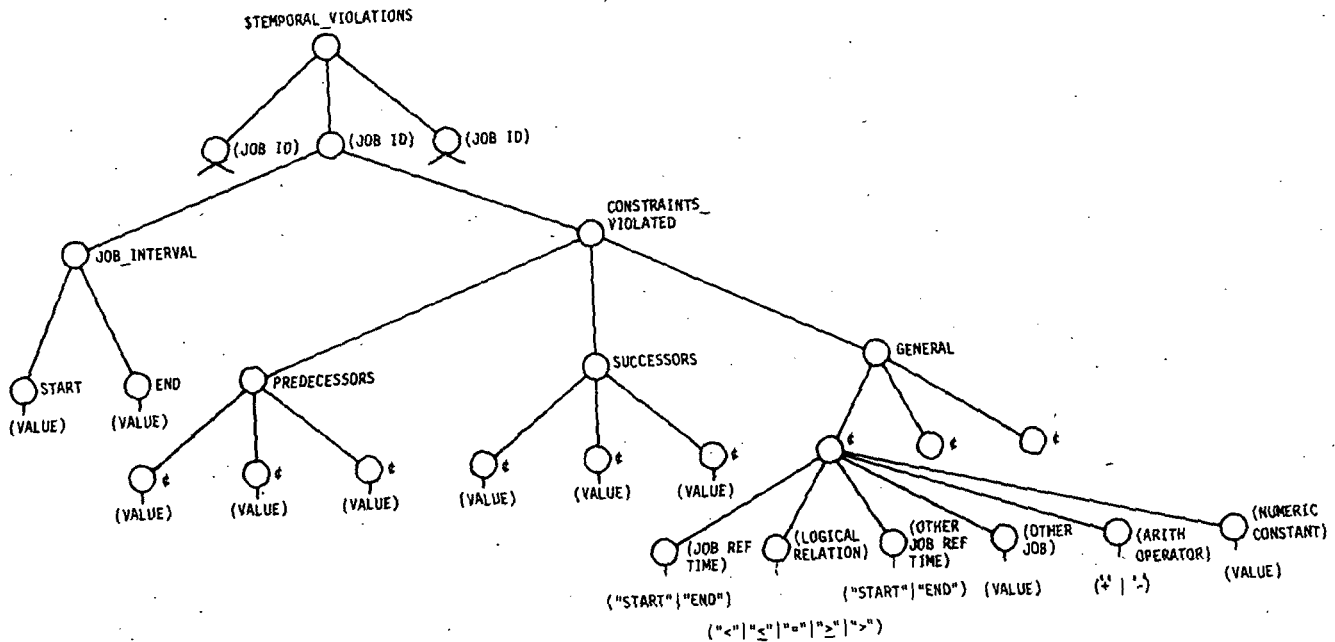 $TEMPORAL_VIOLATIONS
(JOB ID) (JOB ID) (JOB ID)
CONSTRAINTS_
VIOLATED
JOB_INTERVAL
GENERAL
SUCCESSORS
START END PREDECESSORS
(VALUE) (VALUE)
¢ ¢ ¢
¢ ¢ ¢ ¢ ¢ ¢
(VALUE) (VALUE) (VALUE) (VALUE) (VALUE) (VALUE)
(JOB REF
TIME)
(LOGICAL
RELATION)
(OTHER
JOB REF
TIME)
(OTHER
JOB)
(ARITH
OPERATOR)
(NUMERIC
CONSTANT)
("START"|"END") ("START"|"END") (VALUE) ("+" | "-") (VALUE)
("<"|"≤"|"="|"≥"|">")